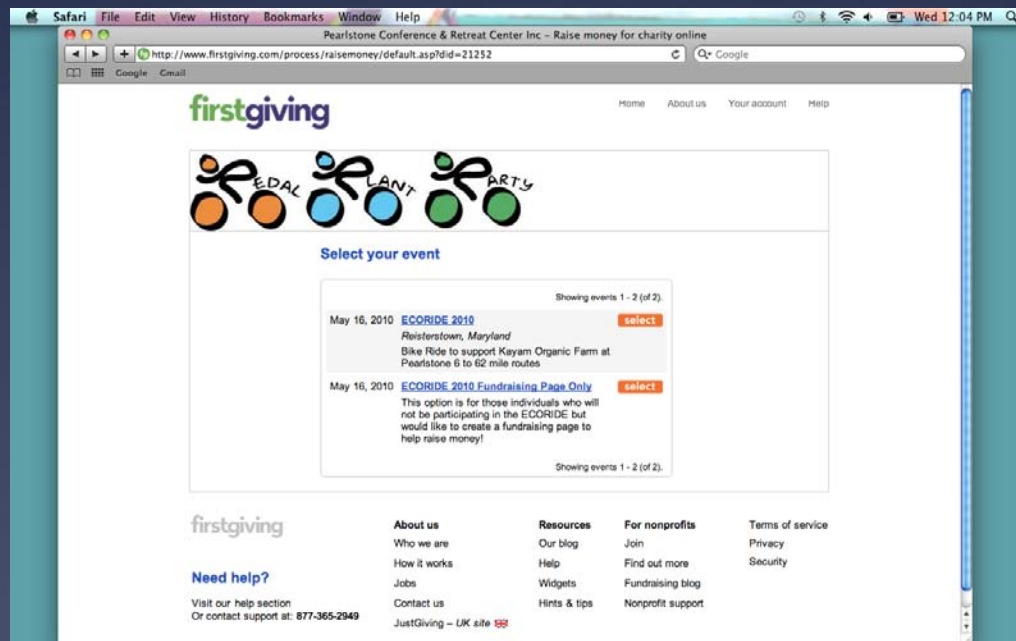 Safari File Edit View History Bookmarks Window Help Wed 12:04 PM
Pearlstone Conference & Retreat Center Inc – Raise money for charity online
http://www.firstgiving.com/process/raisemoney/default.asp?did=21252
Google
Google Gmail
firstgiving
Home About us Your account Help
PEDAL PLANT PARTY
Select your event
Showing events 1 - 2 (of 2).
May 16, 2010 ECORIDE 2010 select
Reisterstown, Maryland
Bike Ride to support Kayam Organic Farm at
Pearlstone 6 to 62 mile routes
May 16, 2010 ECORIDE 2010 Fundraising Page Only select
This option is for those individuals who will
not be participating in the ECORIDE but
would like to create a fundraising page to
help raise money!
Showing events 1 - 2 (of 2).
firstgiving
Need help?
Visit our help section
Or contact support at: 877-365-2949
About us
Who we are
How it works
Jobs
Contact us
JustGiving – UK site
Resources
Our blog
Help
Widgets
Hints & tips
For nonprofits
Join
Find out more
Fundraising blog
Nonprofit support
Terms of service
Privacy
Security